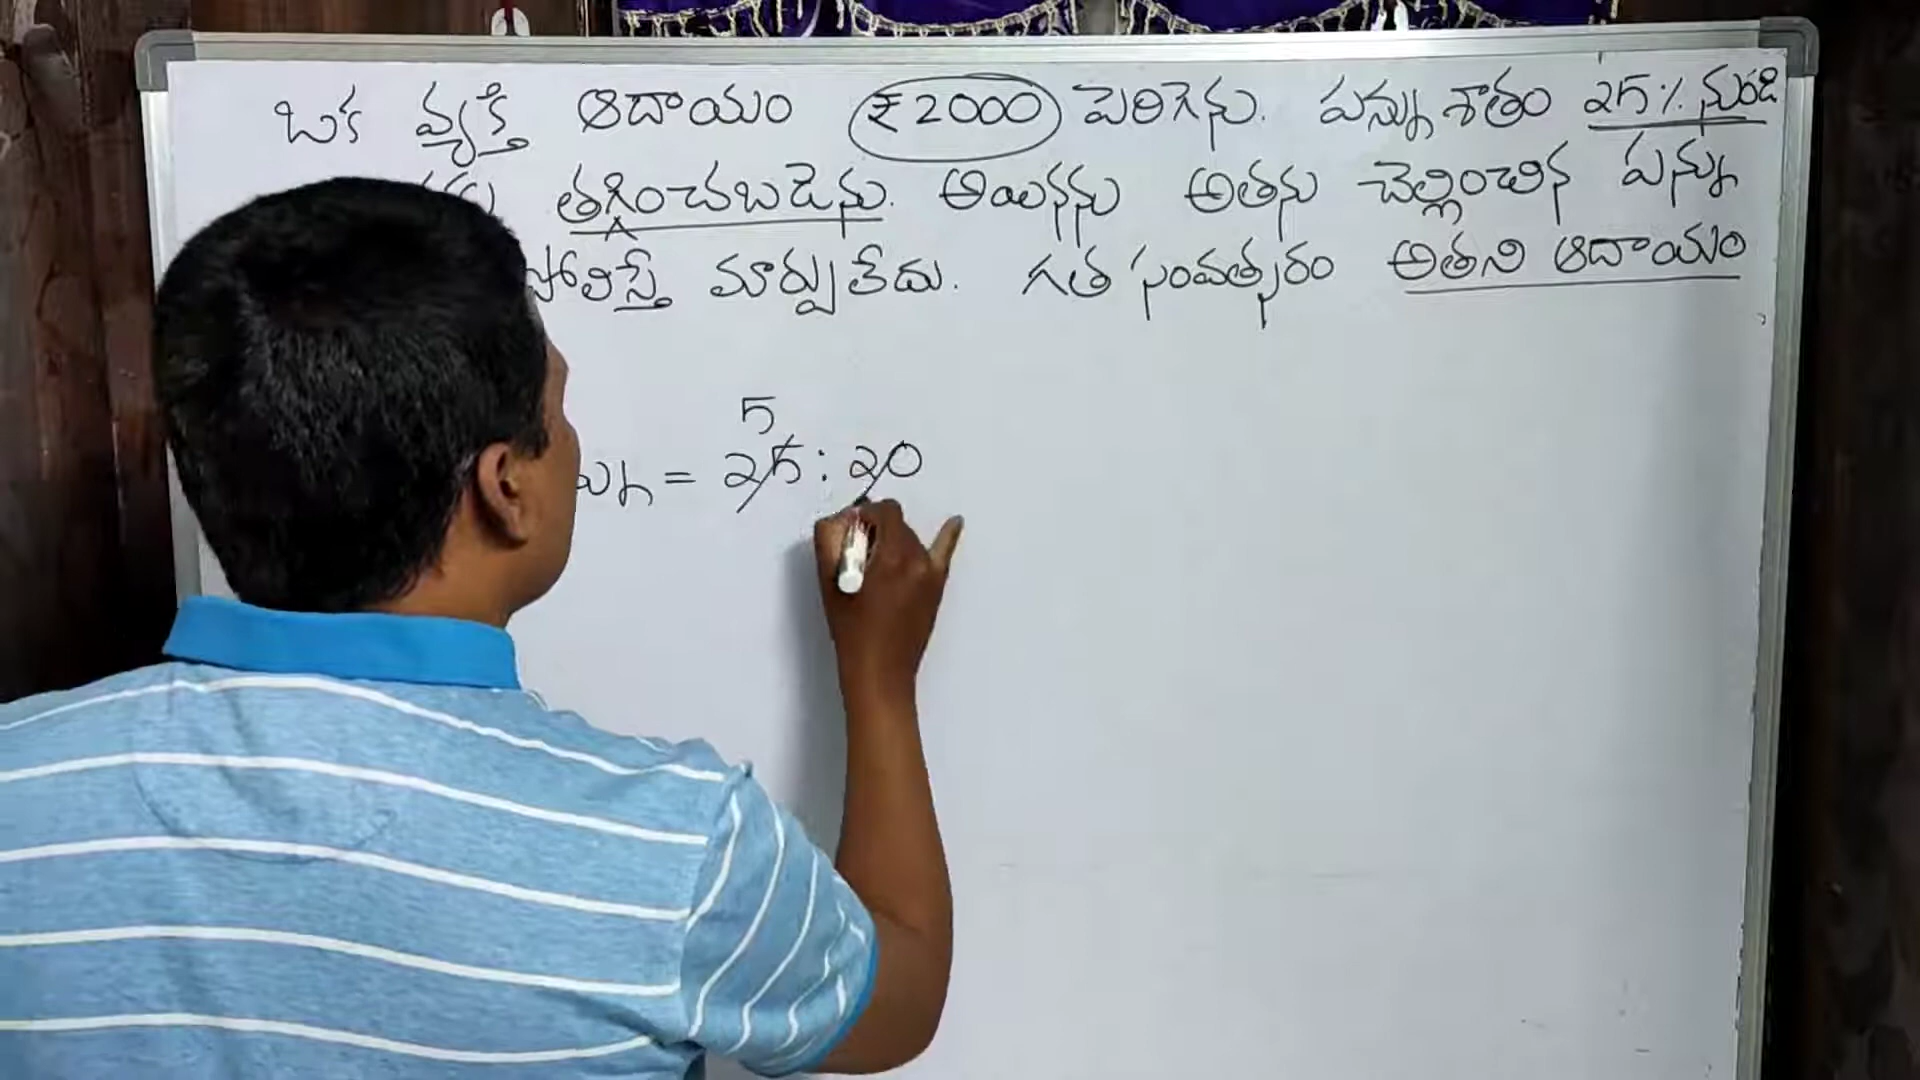 ఒక వ్యక్తి ఆదాయం ₹2000 పెరిగెను. పన్ను శాతం 25% నుండి
తగ్గించబడెను. అయినను అతను చెల్లించిన పన్ను
పోలిస్తే మార్పులేదు. గత సంవత్సరం అతని ఆదాయం
5
= 25 : 20